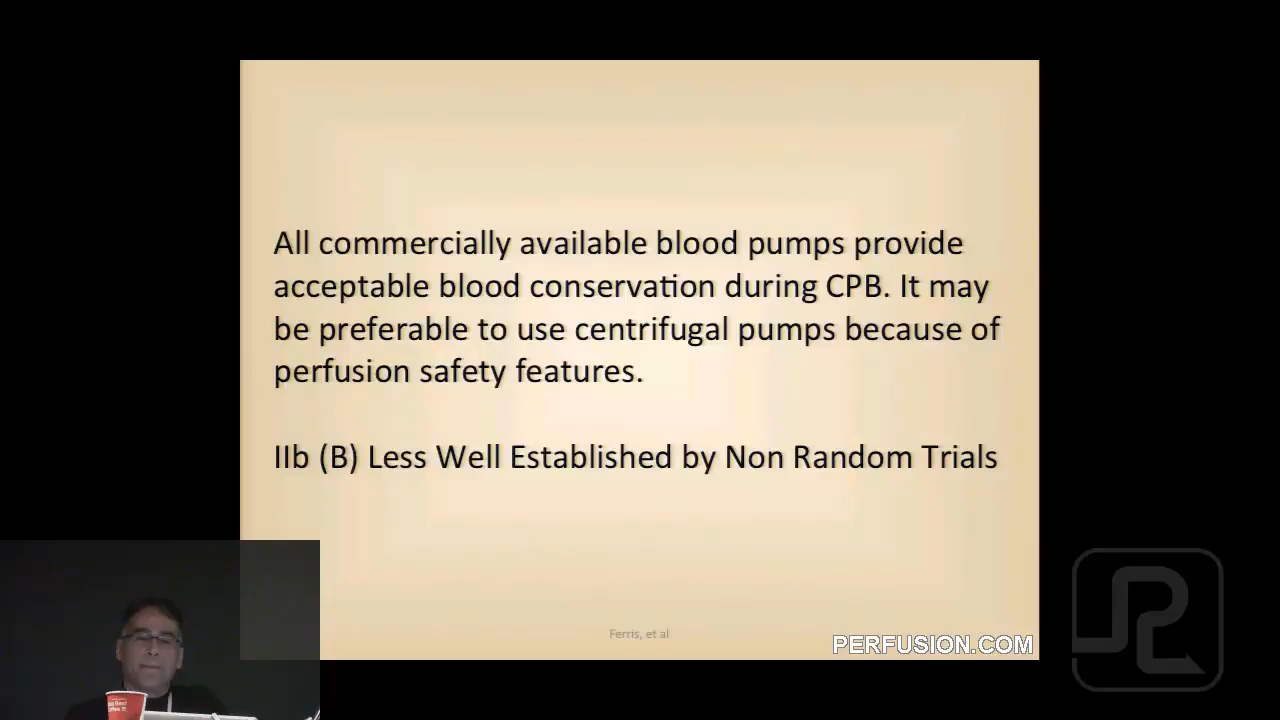 All commercially available blood pumps provide
acceptable blood conservation during CPB. It may
be preferable to use centrifugal pumps because of
perfusion safety features.
IIb (B) Less Well Established by Non Random Trials
Ferris, et al
PERFUSION.COM